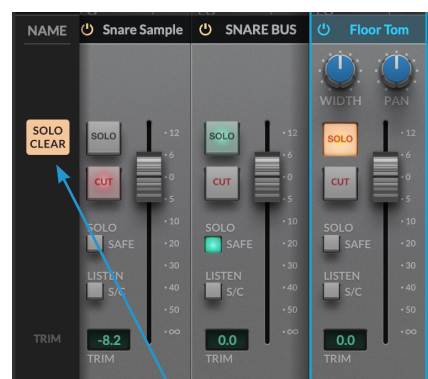 NAME
Snare Sample
SNARE BUS
Floor Tom
WIDTH
PAN
SOLO
CLEAR
SOLO
CUT
12
6
0
5
10
20
30
40
50
∞
SOLO
SAFE
LISTEN
S/C
TRIM
-8.2
TRIM
SOLO
CUT
12
6
0
5
10
20
30
40
50
∞
SOLO
SAFE
LISTEN
S/C
0.0
TRIM
SOLO
CUT
12
6
0
5
10
20
30
40
50
∞
SOLO
SAFE
LISTEN
S/C
0.0
TRIM